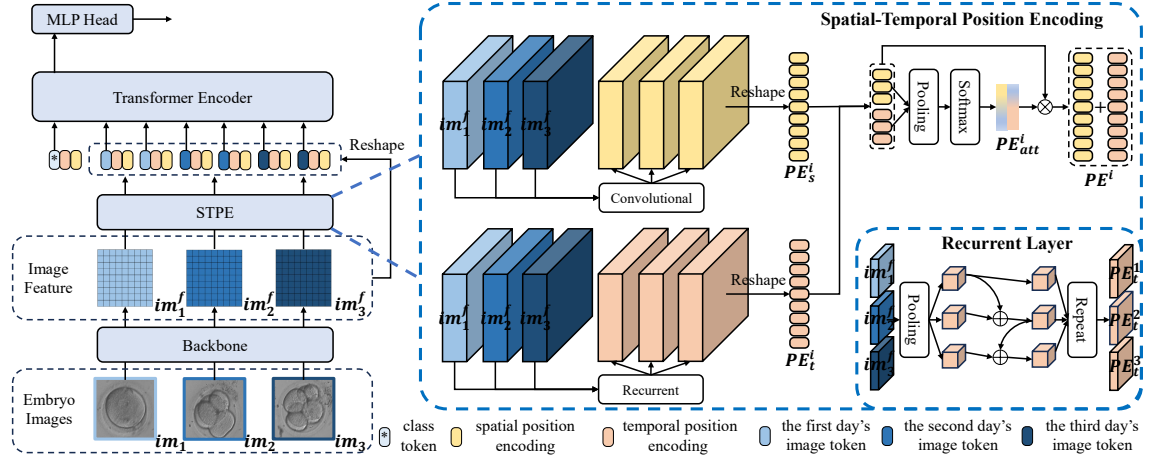 MLP Head
Transformer Encoder
*
Reshape
STPE
Image
Feature
im₁ᶠ
im₂ᶠ
im₃ᶠ
Backbone
Embryo
Images
im₁
im₂
im₃
Spatial-Temporal Position Encoding
im₁ᶠ
im₂ᶠ
im₃ᶠ
Convolutional
Reshape
PEₛⁱ
im₁ᶠ
im₂ᶠ
im₃ᶠ
Recurrent
Reshape
PEₜⁱ
Pooling
Softmax
PEₐₜₜⁱ
+
PEⁱ
Recurrent Layer
im₁ᶠ
im₂ᶠ
im₃ᶠ
Pooling
Repeat
PEₜ¹
PEₜ²
PEₜ³
* class
token
spatial position
encoding
temporal position
encoding
the first day's
image token
the second day's
image token
the third day's
image token